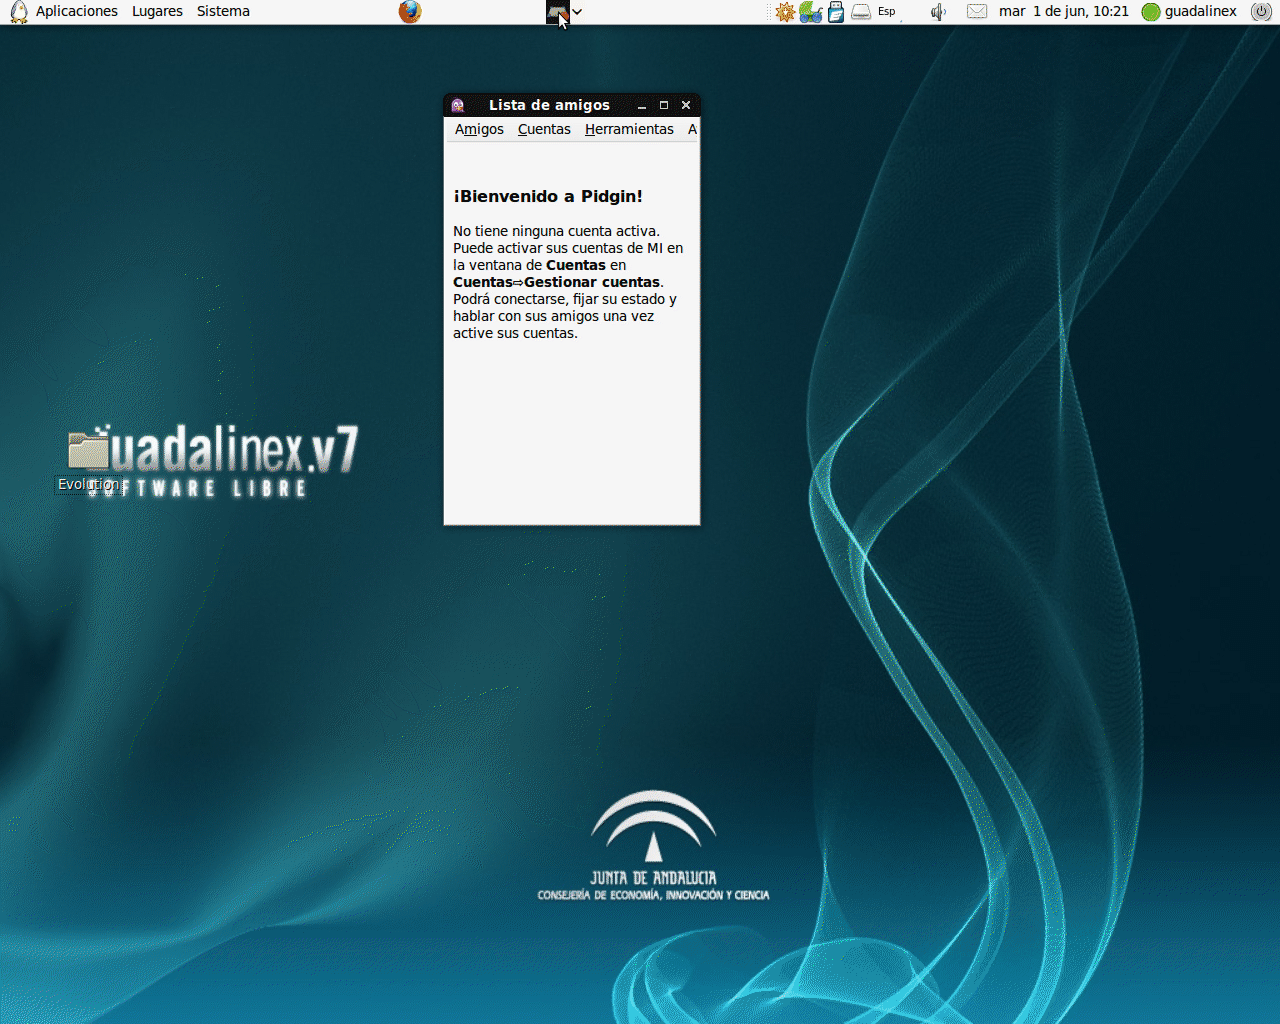 Aplicaciones Lugares Sistema Esp mar 1 de jun, 10:21 guadalinex
Lista de amigos
Amigos Cuentas Herramientas A
¡Bienvenido a Pidgin!
No tiene ninguna cuenta activa.
Puede activar sus cuentas de MI en
la ventana de Cuentas en
Cuentas⇨Gestionar cuentas.
Podrá conectarse, fijar su estado y
hablar con sus amigos una vez
active sus cuentas.
uadalinex.v7
Evolution
SOFTWARE LIBRE
JUNTA DE ANDALUCIA
CONSEJERÍA DE ECONOMÍA, INNOVACIÓN Y CIENCIA